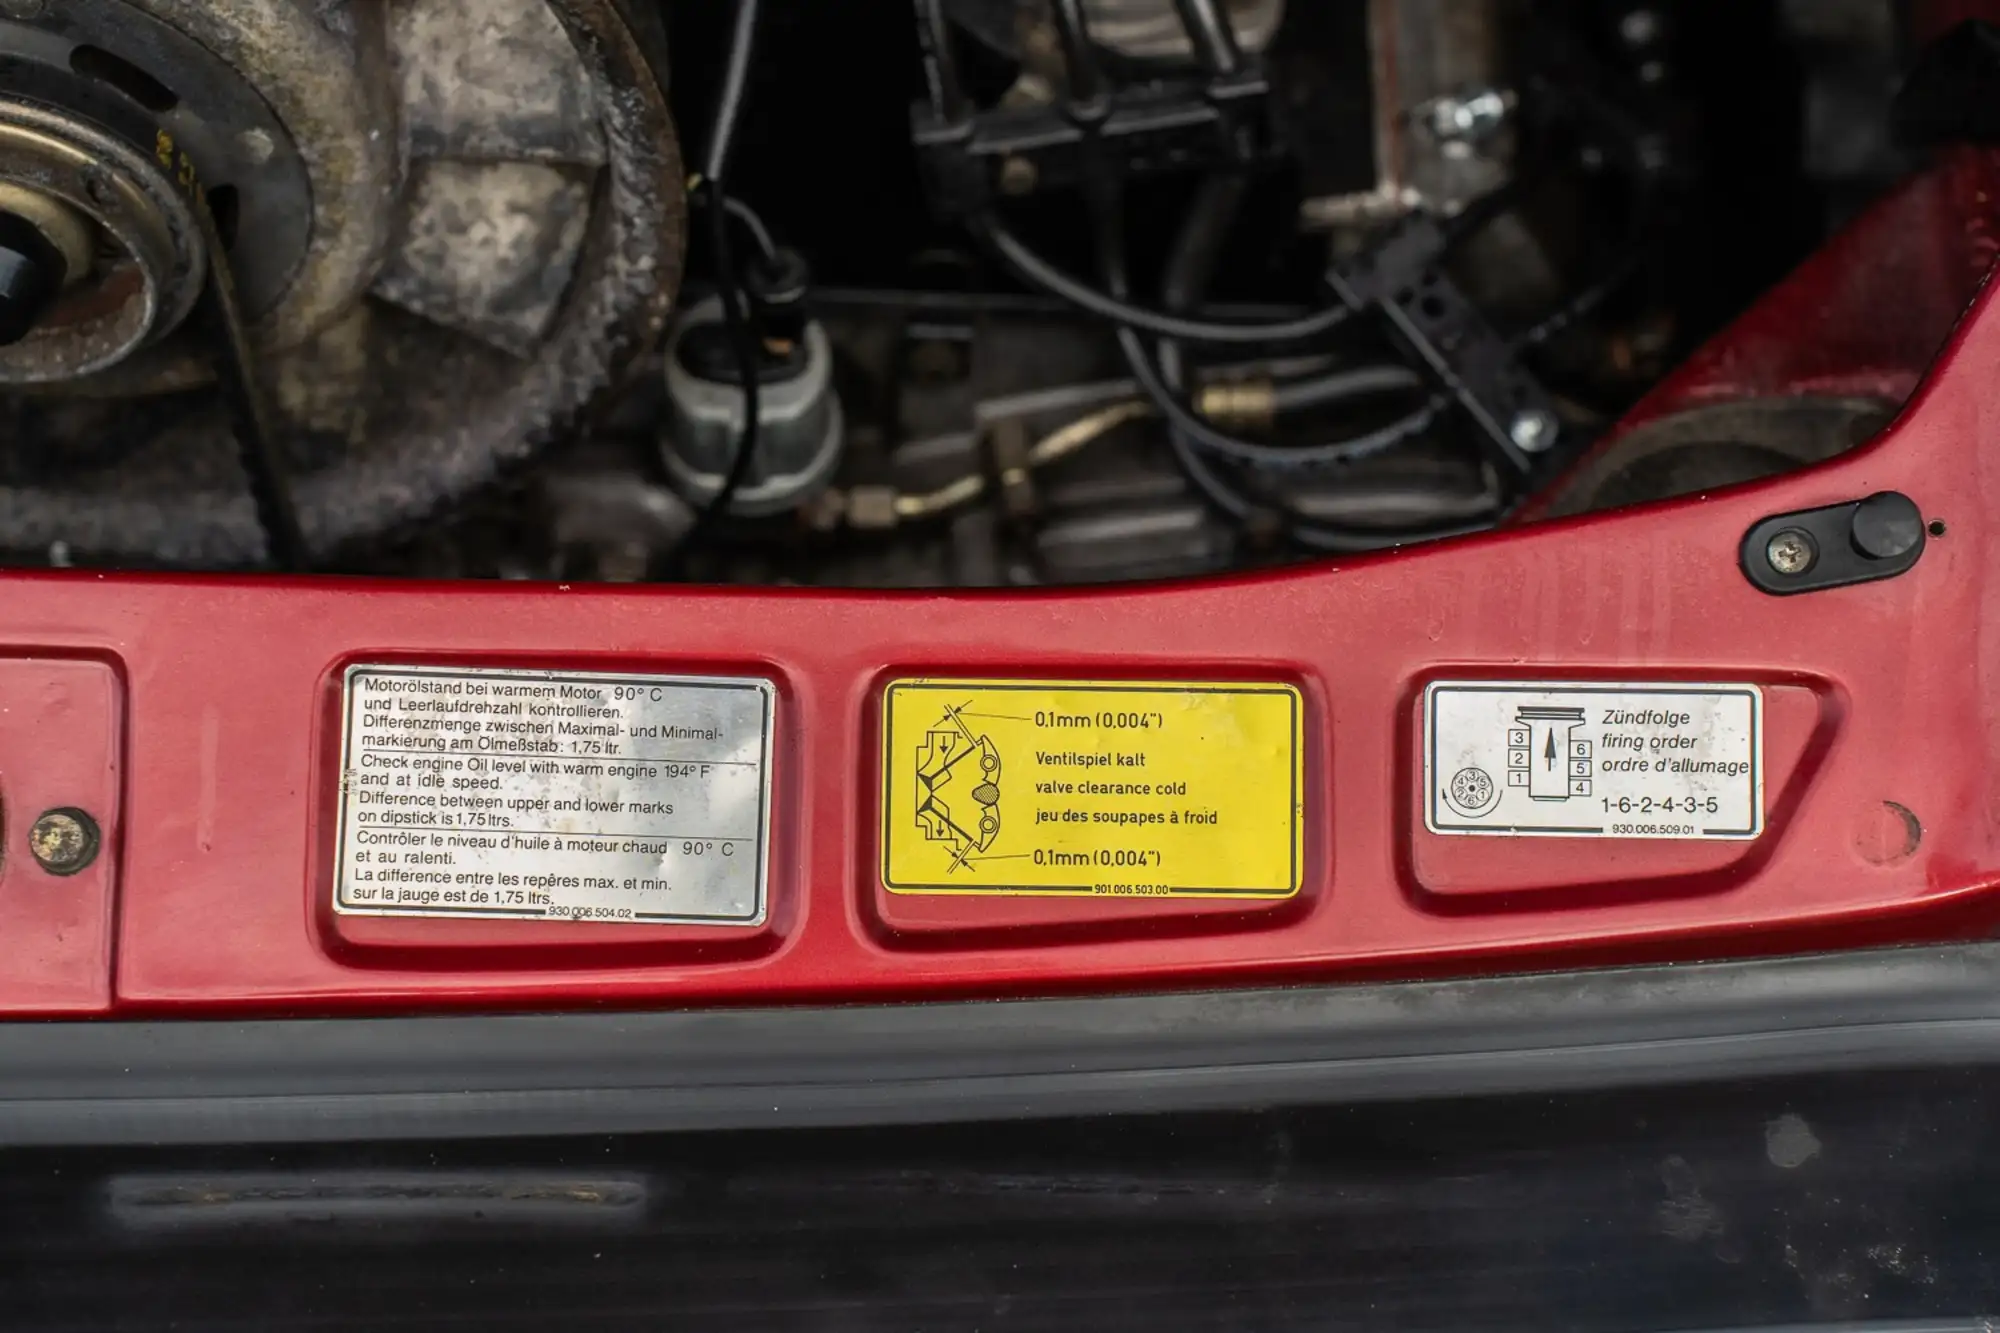 Motorölstand bei warmem Motor 90° C
und Leerlaufdrehzahl kontrollieren.
Differenzmenge zwischen Maximal- und Minimal-
markierung am Ölmeßstab: 1,75 ltr.
Check engine Oil level with warm engine 194° F
and at idle speed.
Difference between upper and lower marks
on dipstick is 1,75 ltrs.
Contrôler le niveau d'huile à moteur chaud 90° C
et au ralenti.
La différence entre les repêres max. et min.
sur la jauge est de 1,75 ltrs.
930.006.504.02
0,1mm (0,004")
Ventilspiel kalt
valve clearance cold
jeu des soupapes à froid
0,1mm (0,004")
901.006.503.00
Zündfolge
firing order
ordre d'allumage
1-6-2-4-3-5
3
2
1
6
5
4
930.006.509.01